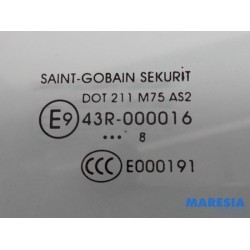 SAINT-GOBAIN SEKURIT
DOT 211 M75 AS2
E9 43R-000016
••• 8
CCC E000191
MARESIA